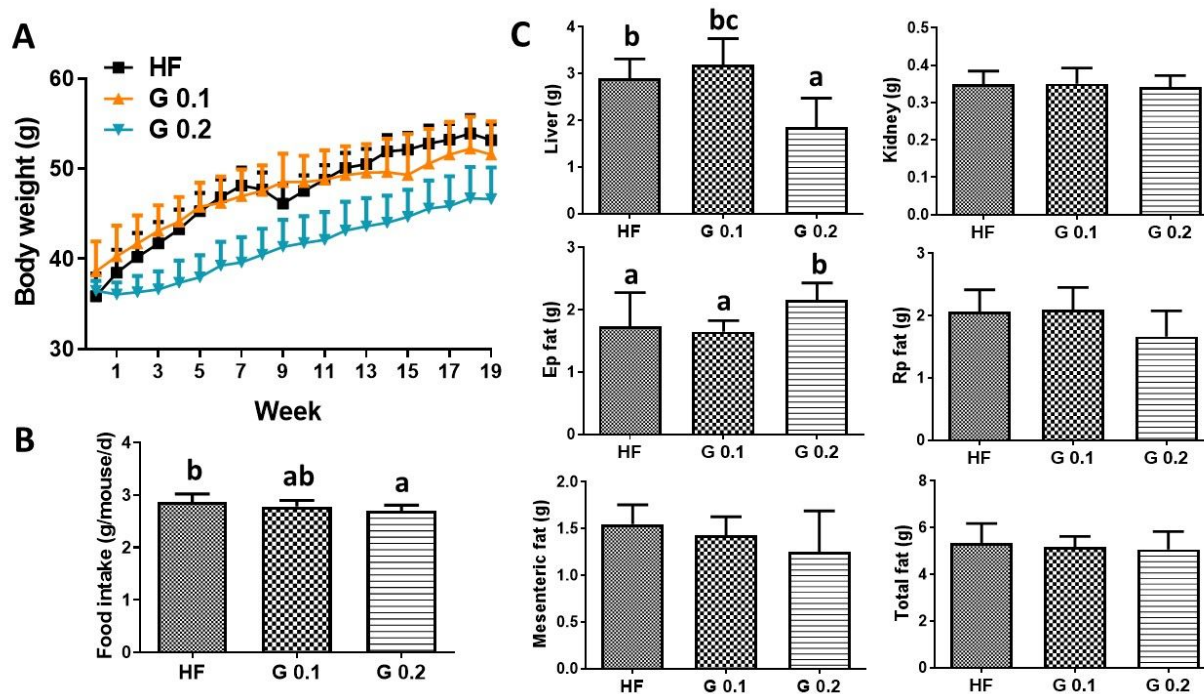 A
HF
G 0.1
G 0.2
Body weight (g)
60
50
40
30
1 3 5 7 9 11 13 15 17 19
Week
B
Food intake (g/mouse/d)
4
3
2
1
0
b ab a
HF G 0.1 G 0.2
C
Liver (g)
4
3
2
1
0
b bc a
HF G 0.1 G 0.2
Kidney (g)
0.5
0.4
0.3
0.2
0.1
0.0
HF G 0.1 G 0.2
Ep fat (g)
3
2
1
0
a a b
HF G 0.1 G 0.2
Rp fat (g)
3
2
1
0
HF G 0.1 G 0.2
Mesenteric fat (g)
2.0
1.5
1.0
0.5
0.0
HF G 0.1 G 0.2
Total fat (g)
8
6
4
2
0
HF G 0.1 G 0.2